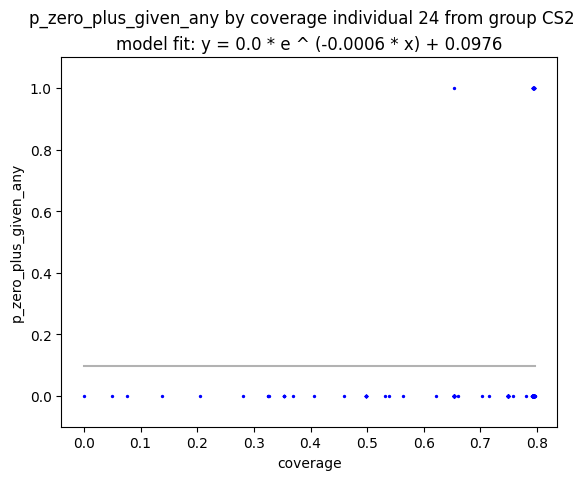 p_zero_plus_given_any by coverage individual 24 from group CS2
model fit: y = 0.0 * e ^ (-0.0006 * x) + 0.0976
1.0
0.8
0.6
0.4
0.2
0.0
p_zero_plus_given_any
0.0 0.1 0.2 0.3 0.4 0.5 0.6 0.7 0.8
coverage